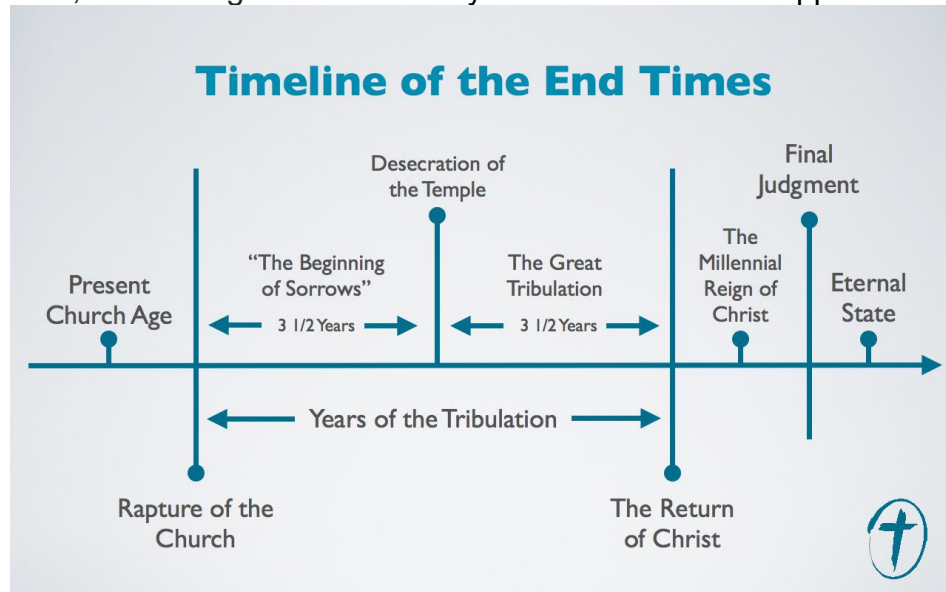 Timeline of the End Times
Desecration of
the Temple
Final
Judgment
"The Beginning
of Sorrows"
3 1/2 Years
The Great
Tribulation
3 1/2 Years
The
Millennial
Reign of
Christ
Present
Church Age
Eternal
State
Years of the Tribulation
Rapture of the
Church
The Return
of Christ